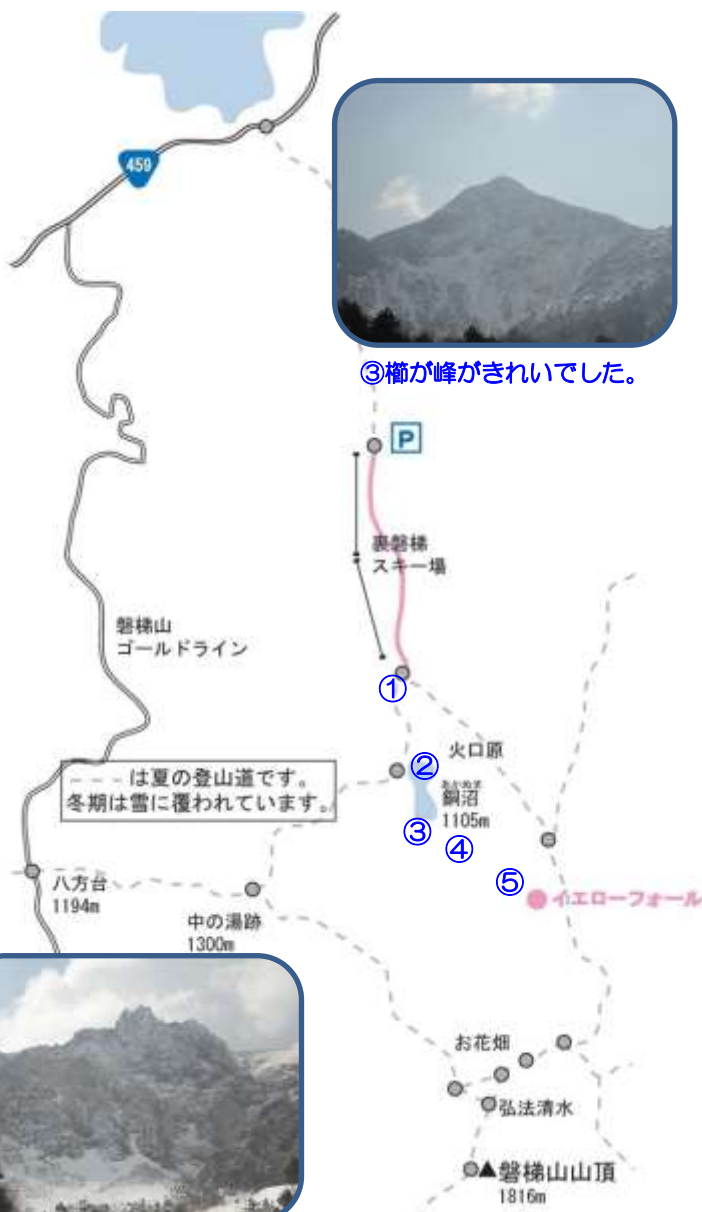 459
③櫛が峰がきれいでした。
P
裏磐梯
スキー場
磐梯山
ゴールドライン
①
火口原
②
---- は夏の登山道です。
冬期は雪に覆われています。
あかぬま
銅沼
1105m
③
④
八方台
1194m
⑤
イエローフォール
中の湯跡
1300m
お花畑
弘法清水
▲磐梯山山頂
1816m